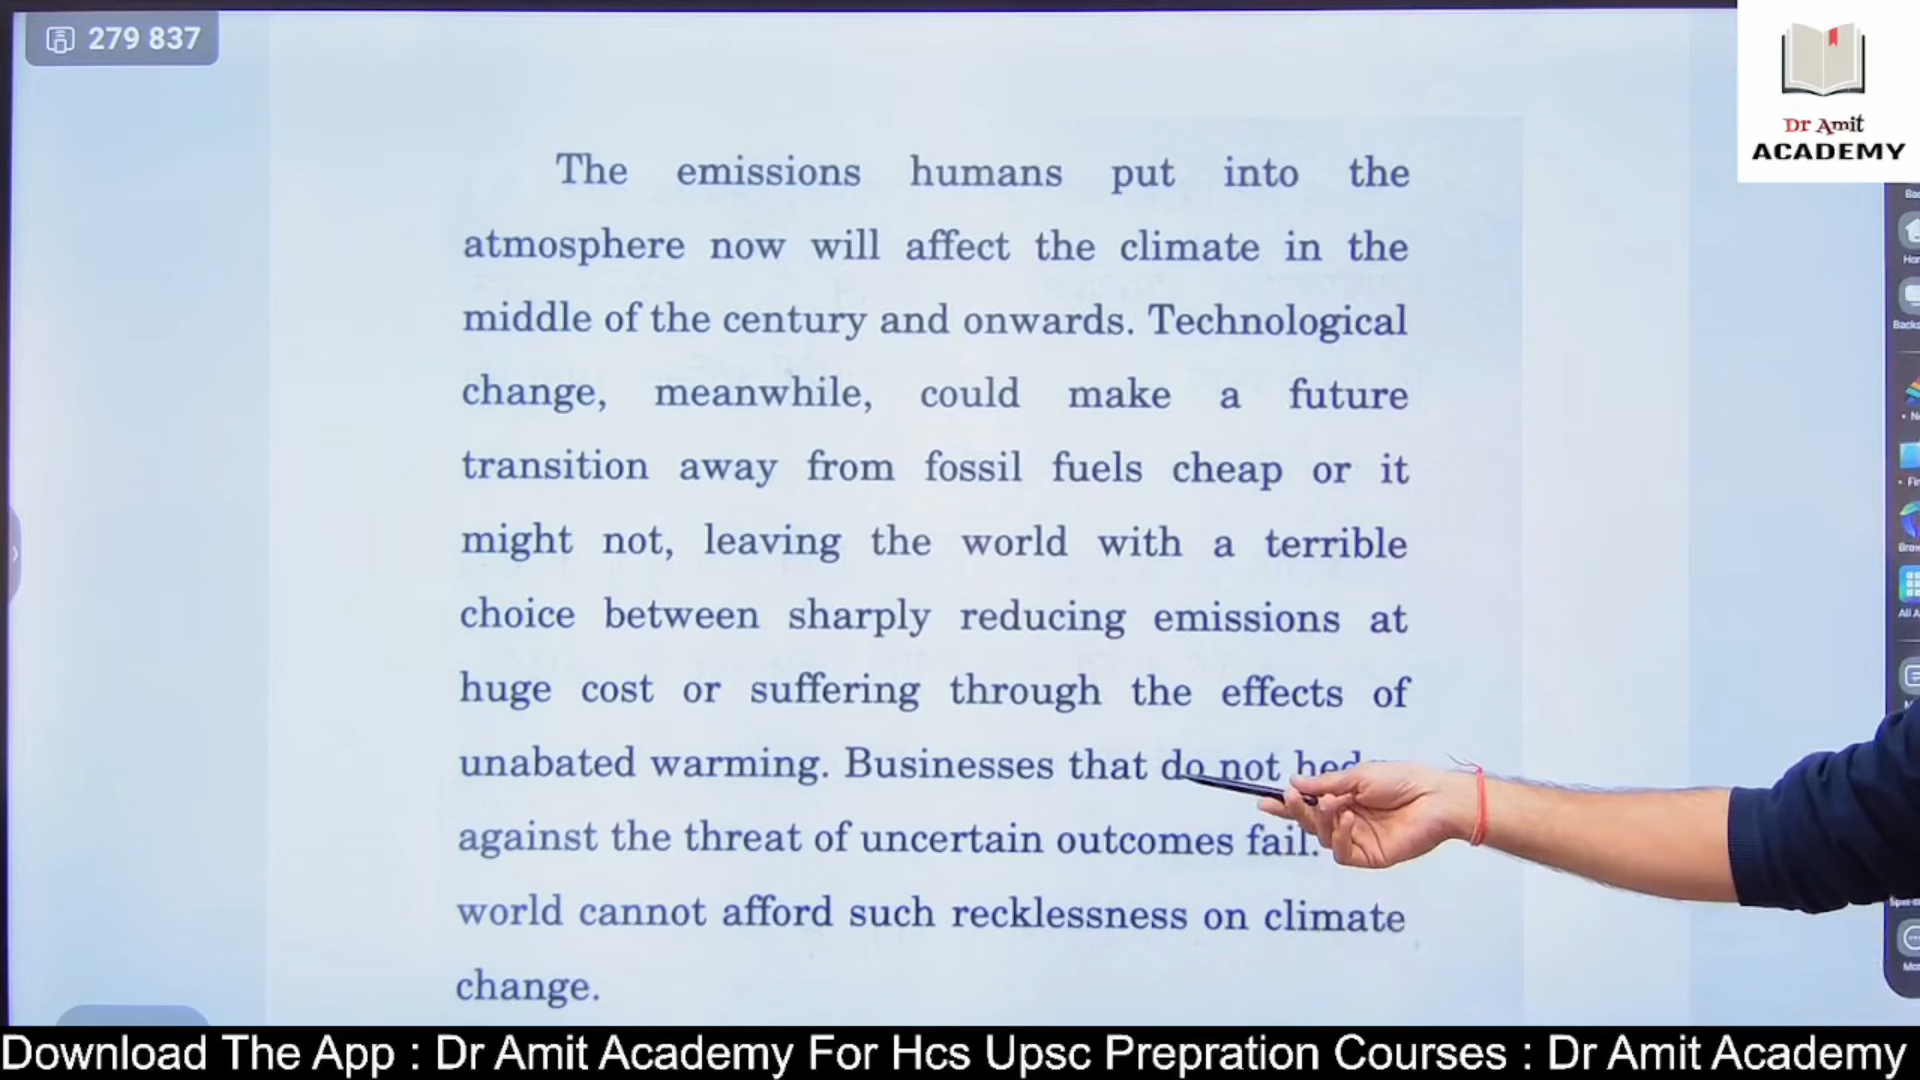 279 837
Dr Amit
ACADEMY
The emissions humans put into the
atmosphere now will affect the climate in the
middle of the century and onwards. Technological
change, meanwhile, could make a future
transition away from fossil fuels cheap or it
might not, leaving the world with a terrible
choice between sharply reducing emissions at
huge cost or suffering through the effects of
unabated warming. Businesses that do not
against the threat of uncertain outcomes fail.
world cannot afford such recklessness on climate
change.
Download The App : Dr Amit Academy For Hcs Upsc Prepration Courses : Dr Amit Academy